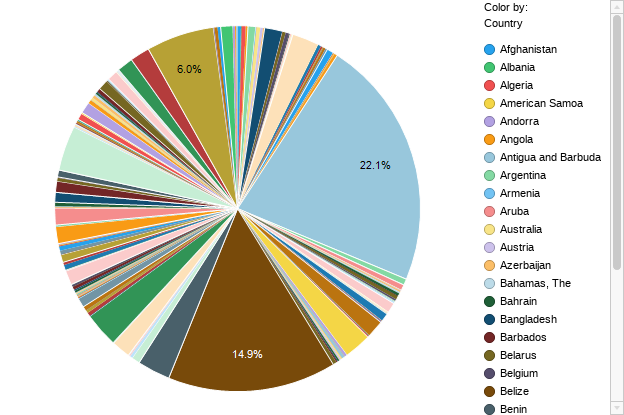 Color by:
Country
Afghanistan
Albania
Algeria
American Samoa
Andorra
Angola
Antigua and Barbuda
Argentina
Armenia
Aruba
Australia
Austria
Azerbaijan
Bahamas, The
Bahrain
Bangladesh
Barbados
Belarus
Belgium
Belize
Benin
6.0%
22.1%
14.9%